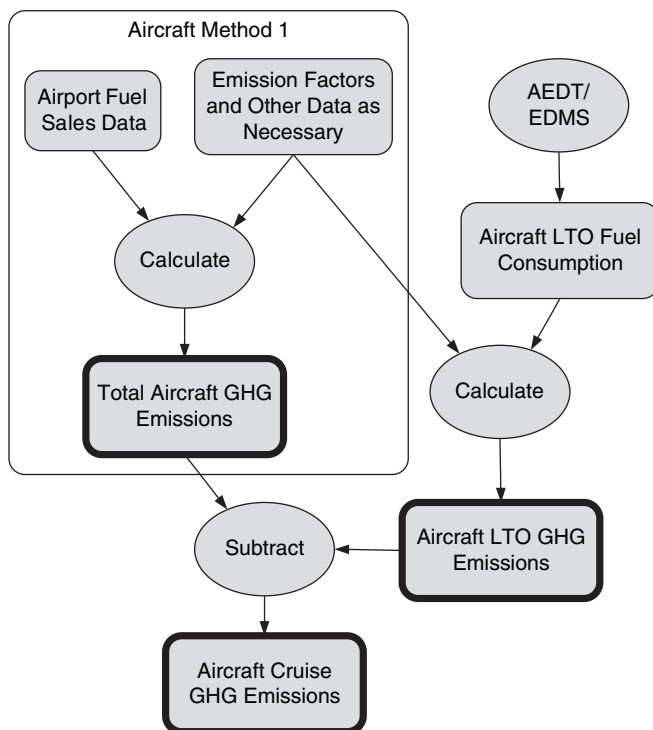 Aircraft Method 1
Airport Fuel
Sales Data
Emission Factors
and Other Data as
Necessary
AEDT/
EDMS
Aircraft LTO Fuel
Consumption
Calculate
Total Aircraft GHG
Emissions
Calculate
Subtract
Aircraft LTO GHG
Emissions
Aircraft Cruise
GHG Emissions